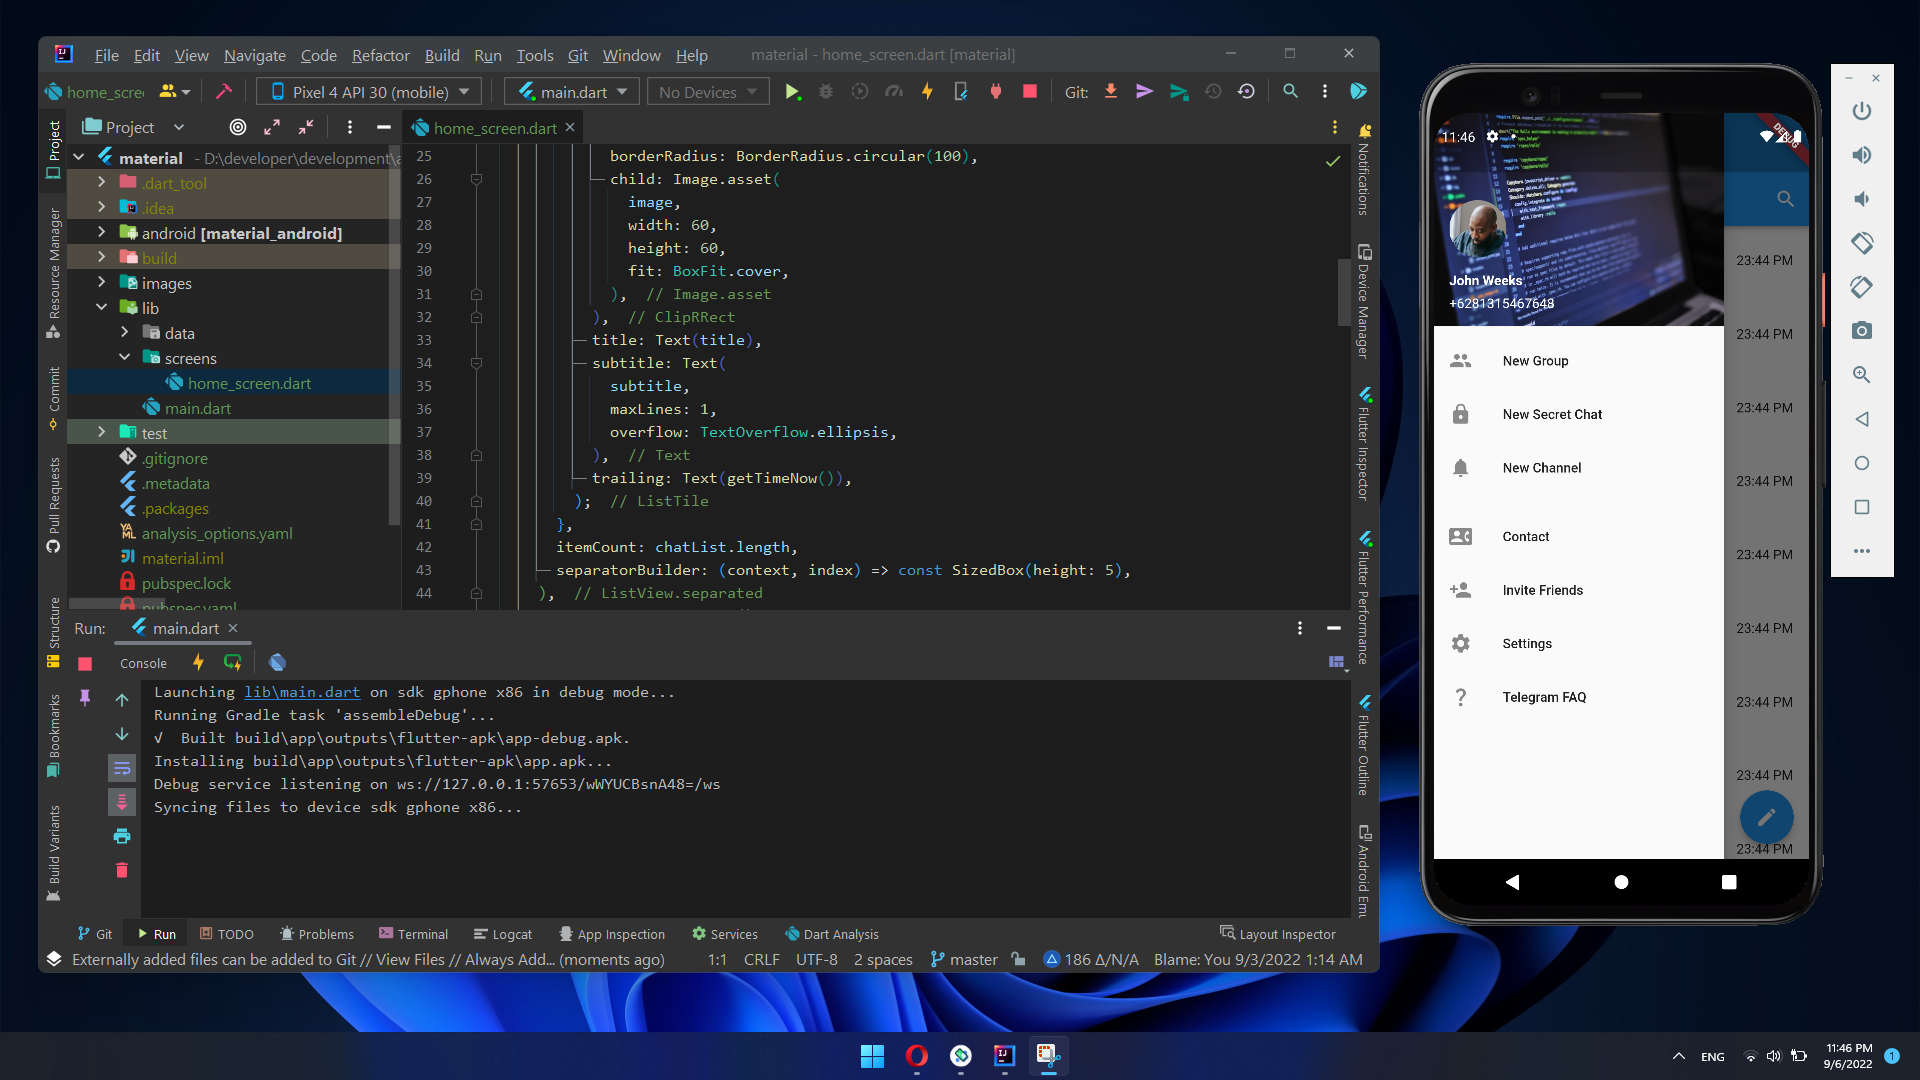 File Edit View Navigate Code Refactor Build Run Tools Git Window Help material - home_screen.dart [material]
home_scre Pixel 4 API 30 (mobile) main.dart No Devices Git:
Project
home_screen.dart
material - D:\developer\development\a
.dart_tool
.idea
android [material_android]
build
images
lib
data
screens
home_screen.dart
main.dart
test
.gitignore
.metadata
.packages
analysis_options.yaml
material.iml
pubspec.lock
pubspec.yaml
Project
Resource Manager
Commit
Pull Requests
Structure
Bookmarks
Build Variants
25 borderRadius: BorderRadius.circular(100),
26 child: Image.asset(
27 image,
28 width: 60,
29 height: 60,
30 fit: BoxFit.cover,
31 ), // Image.asset
32 ), // ClipRRect
33 title: Text(title),
34 subtitle: Text(
35 subtitle,
36 maxLines: 1,
37 overflow: TextOverflow.ellipsis,
38 ), // Text
39 trailing: Text(getTimeNow()),
40 ); // ListTile
41 },
42 itemCount: chatList.length,
43 separatorBuilder: (context, index) => const SizedBox(height: 5),
44 ), // ListView.separated
Notifications
Device Manager
Flutter Inspector
Flutter Performance
Flutter Outline
Android Emu
Run: main.dart
Console
Launching lib\main.dart on sdk gphone x86 in debug mode...
Running Gradle task 'assembleDebug'...
√ Built build\app\outputs\flutter-apk\app-debug.apk.
Installing build\app\outputs\flutter-apk\app.apk...
Debug service listening on ws://127.0.0.1:57653/wWYUCBsnA48=/ws
Syncing files to device sdk gphone x86...
Git Run TODO Problems Terminal Logcat App Inspection Services Dart Analysis Layout Inspector
Externally added files can be added to Git // View Files // Always Add... (moments ago) 1:1 CRLF UTF-8 2 spaces master 186 Δ/N/A Blame: You 9/3/2022 1:14 AM
11:46
DEBUG
John Weeks
+6281315467648
New Group
New Secret Chat
New Channel
Contact
Invite Friends
Settings
Telegram FAQ
23:44 PM
23:44 PM
23:44 PM
23:44 PM
23:44 PM
23:44 PM
23:44 PM
23:44 PM
23:44 PM
ENG
11:46 PM
9/6/2022
1